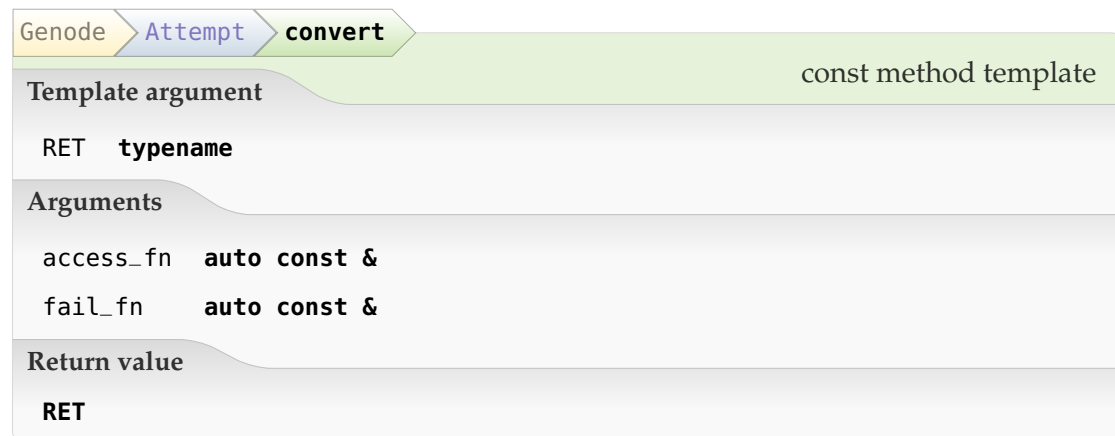 Genode Attempt convert
const method template
Template argument
RET typename
Arguments
access_fn auto const &
fail_fn auto const &
Return value
RET